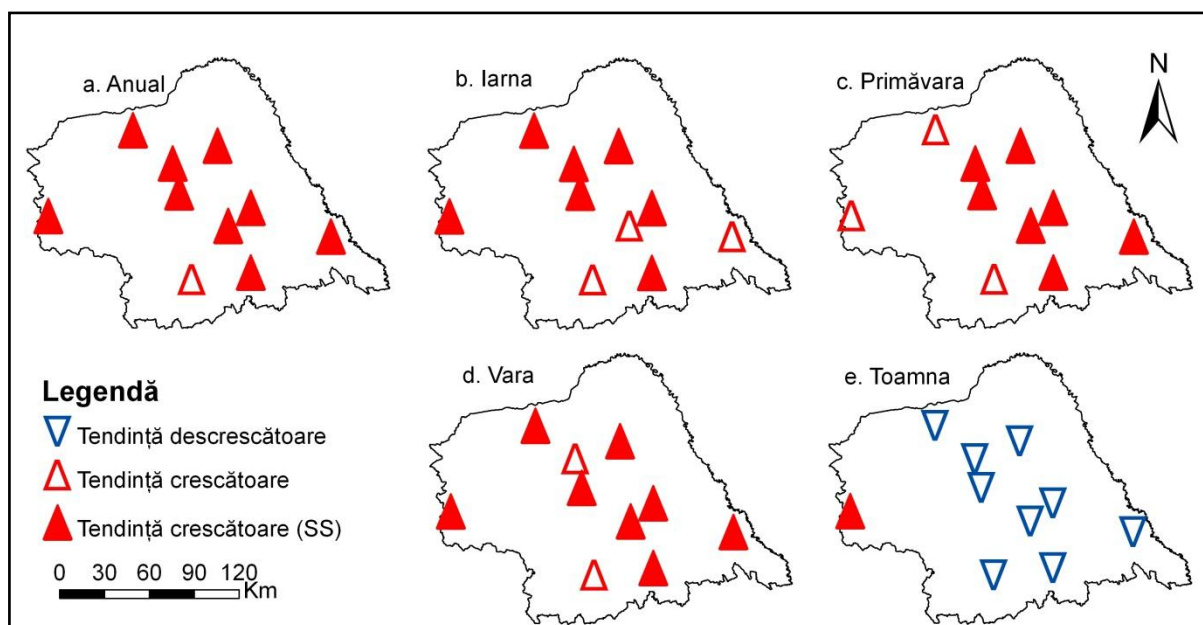 a. Anual
b. Iarna
c. Primăvara
N
d. Vara
e. Toamna
Legendă
Tendință descrescătoare
Tendință crescătoare
Tendință crescătoare (SS)
0 30 60 90 120
Km